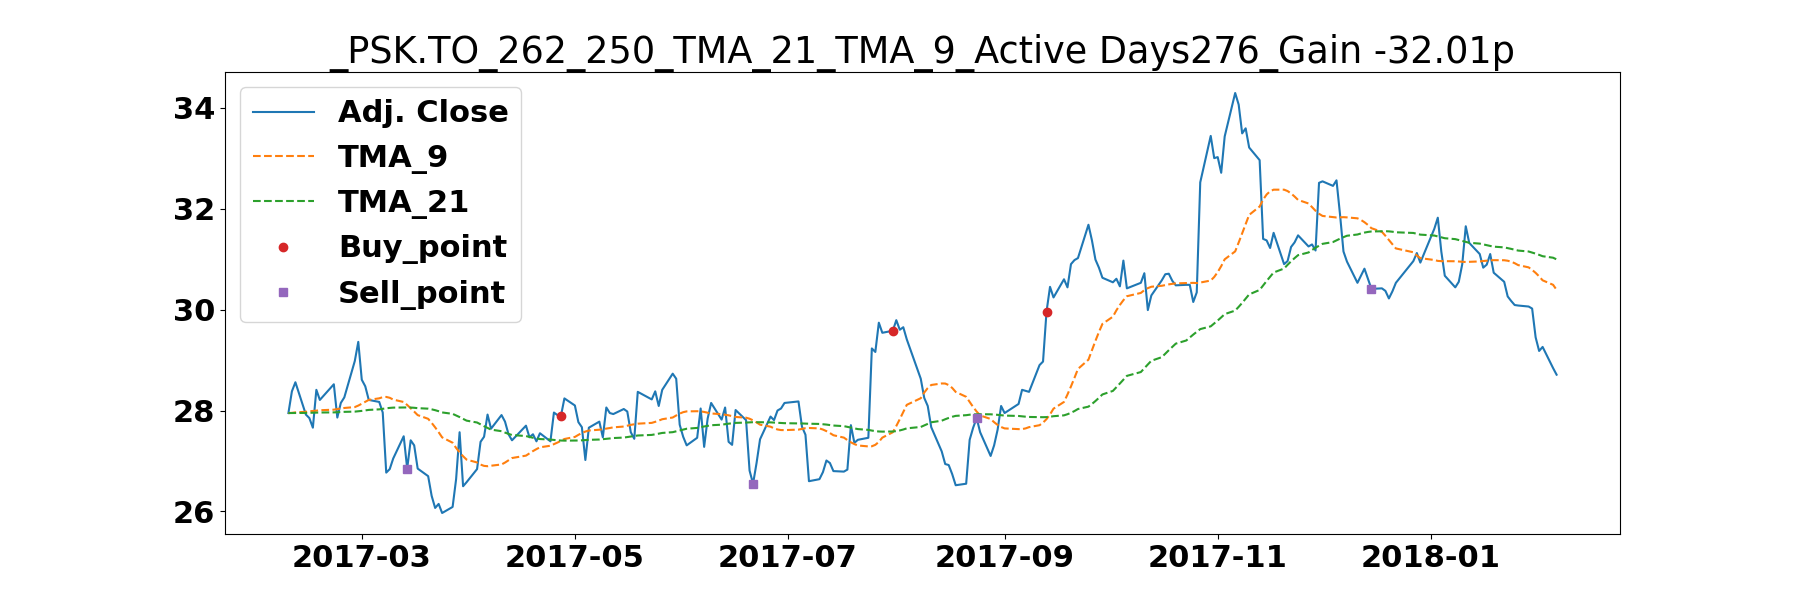 _PSK.TO_262_250_TMA_21_TMA_9_Active Days276_Gain -32.01p
34
32
30
28
26
Adj. Close
TMA_9
TMA_21
Buy_point
Sell_point
2017-03 2017-05 2017-07 2017-09 2017-11 2018-01